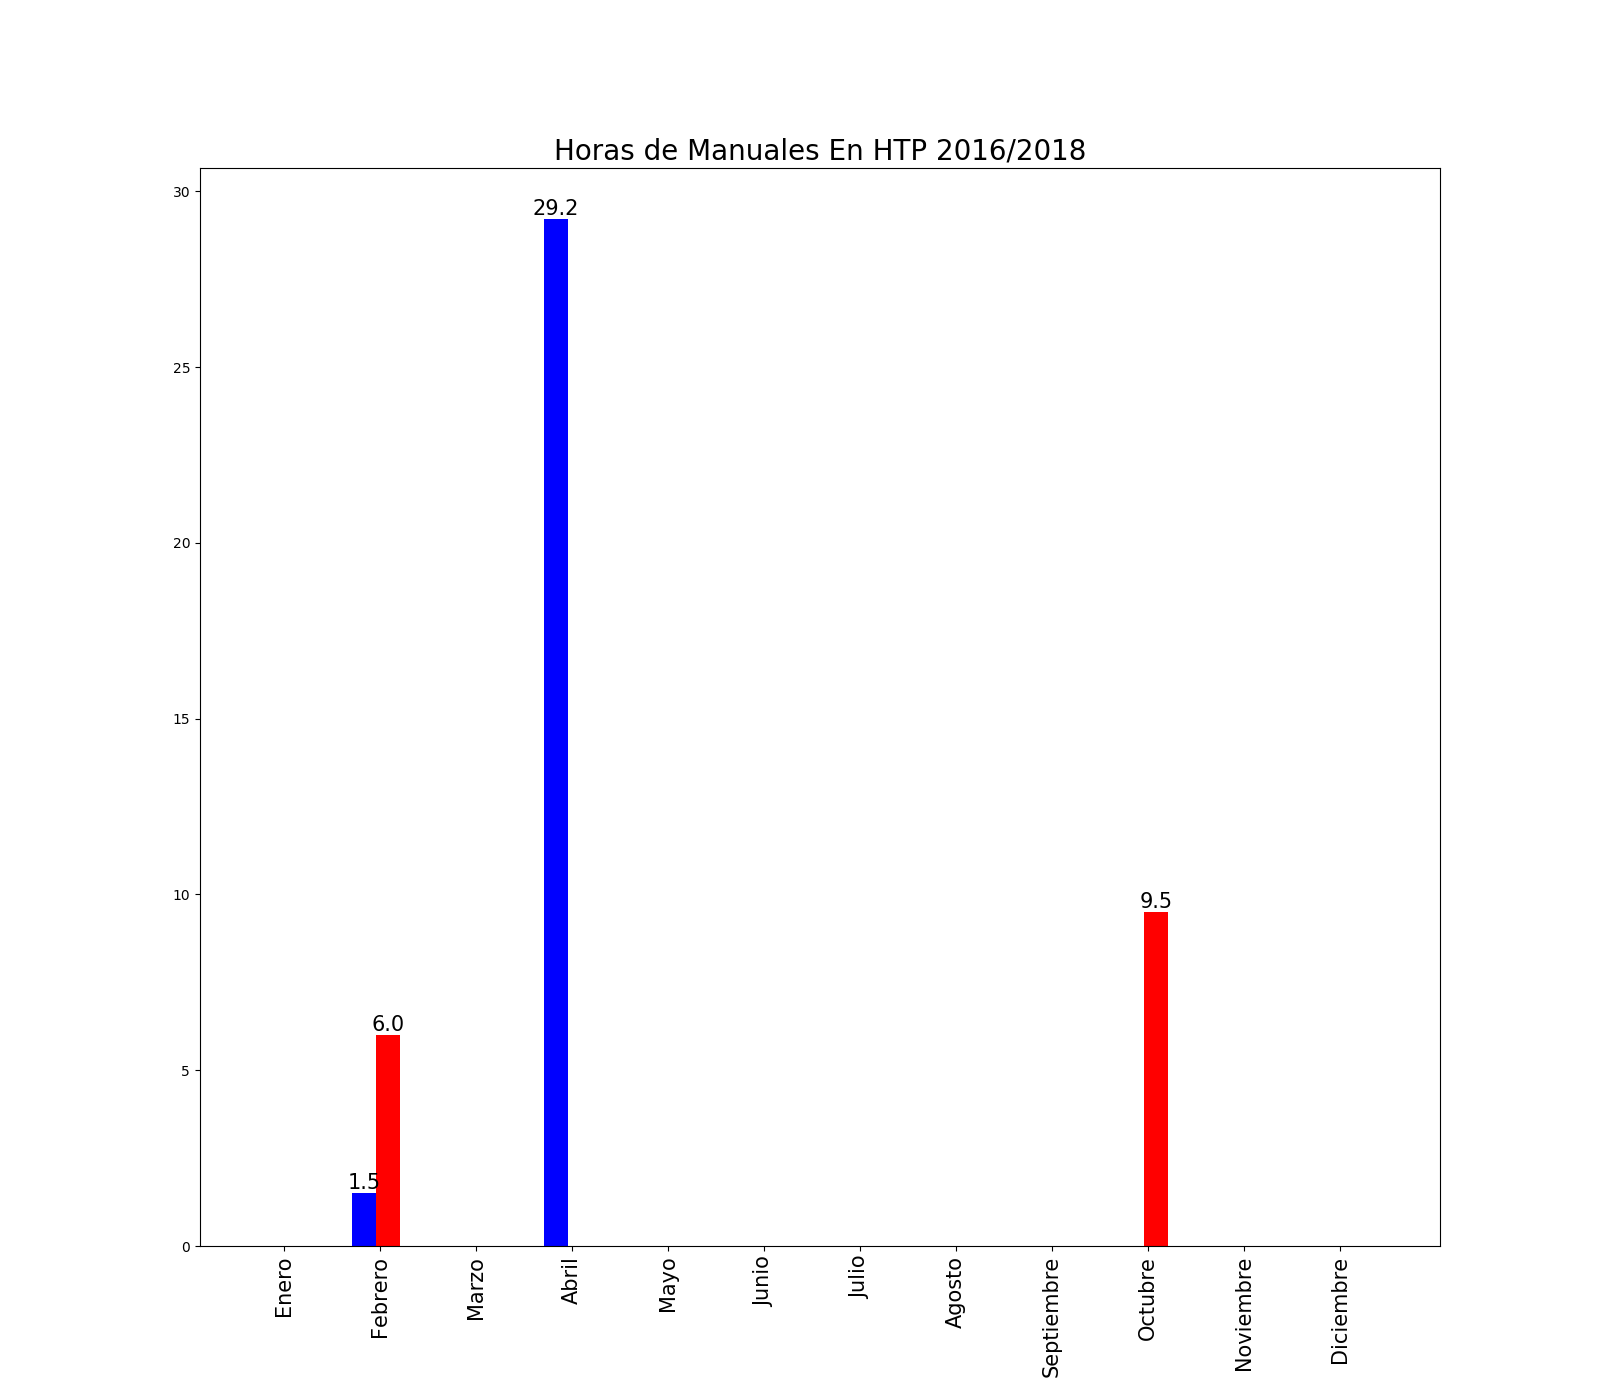 Horas de Manuales En HTP 2016/2018
30
29.2
25
20
15
10
9.5
6.0
5
1.5
0
Enero
Febrero
Marzo
Abril
Mayo
Junio
Julio
Agosto
Septiembre
Octubre
Noviembre
Diciembre